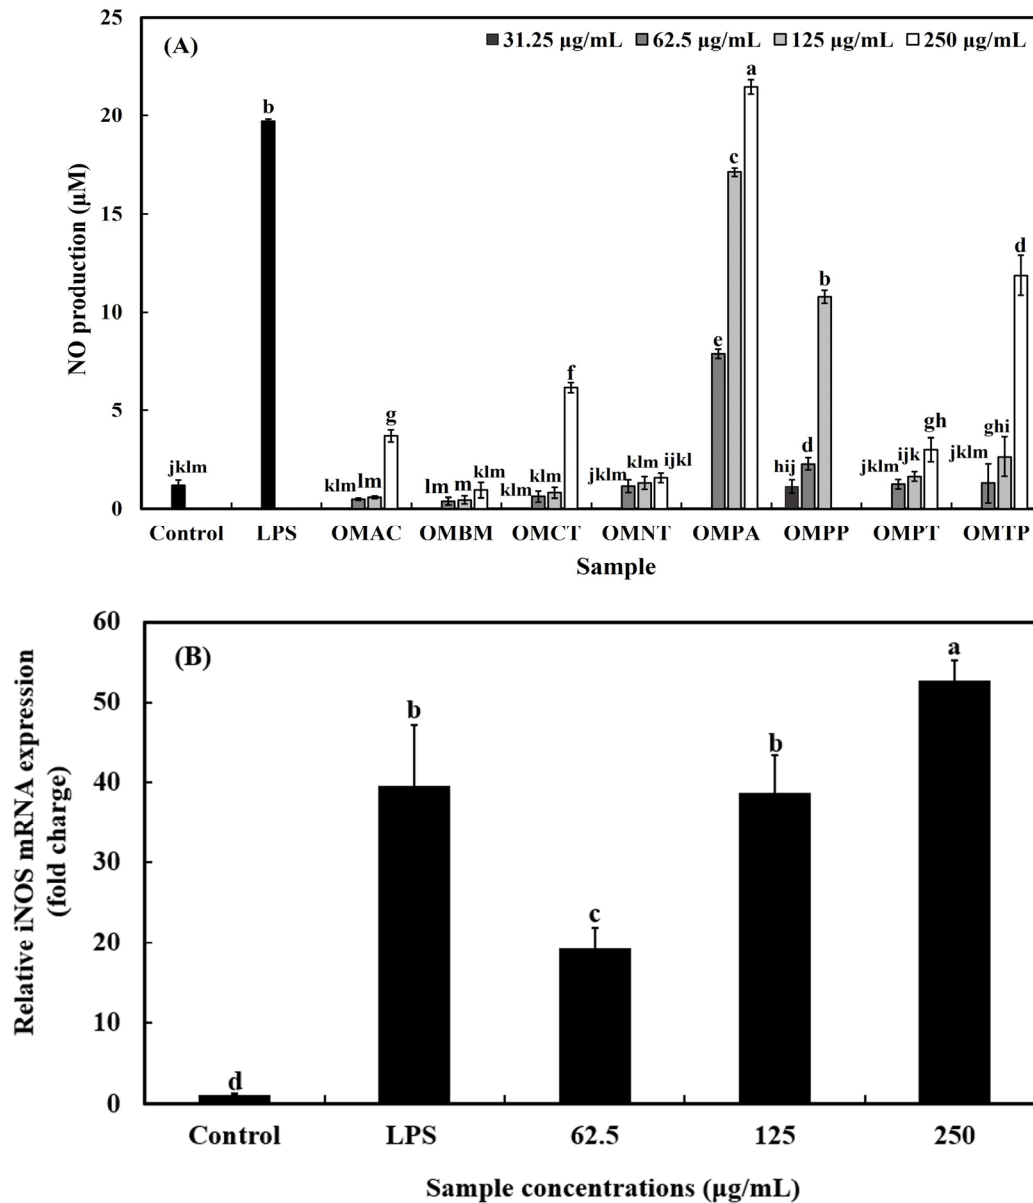 (A)
31.25 µg/mL 62.5 µg/mL 125 µg/mL 250 µg/mL
NO production (µM)
25
20
15
10
5
0
jklm
b
klm lm g
lm m klm
klm klm f
jklm klm ijkl
e c a
hij d b
jklm ijk gh
jklm ghi d
Control LPS OMAC OMBM OMCT OMNT OMPA OMPP OMPT OMTP
Sample
(B)
Relative iNOS mRNA expression
(fold charge)
60
50
40
30
20
10
0
d b c b a
Control LPS 62.5 125 250
Sample concentrations (µg/mL)